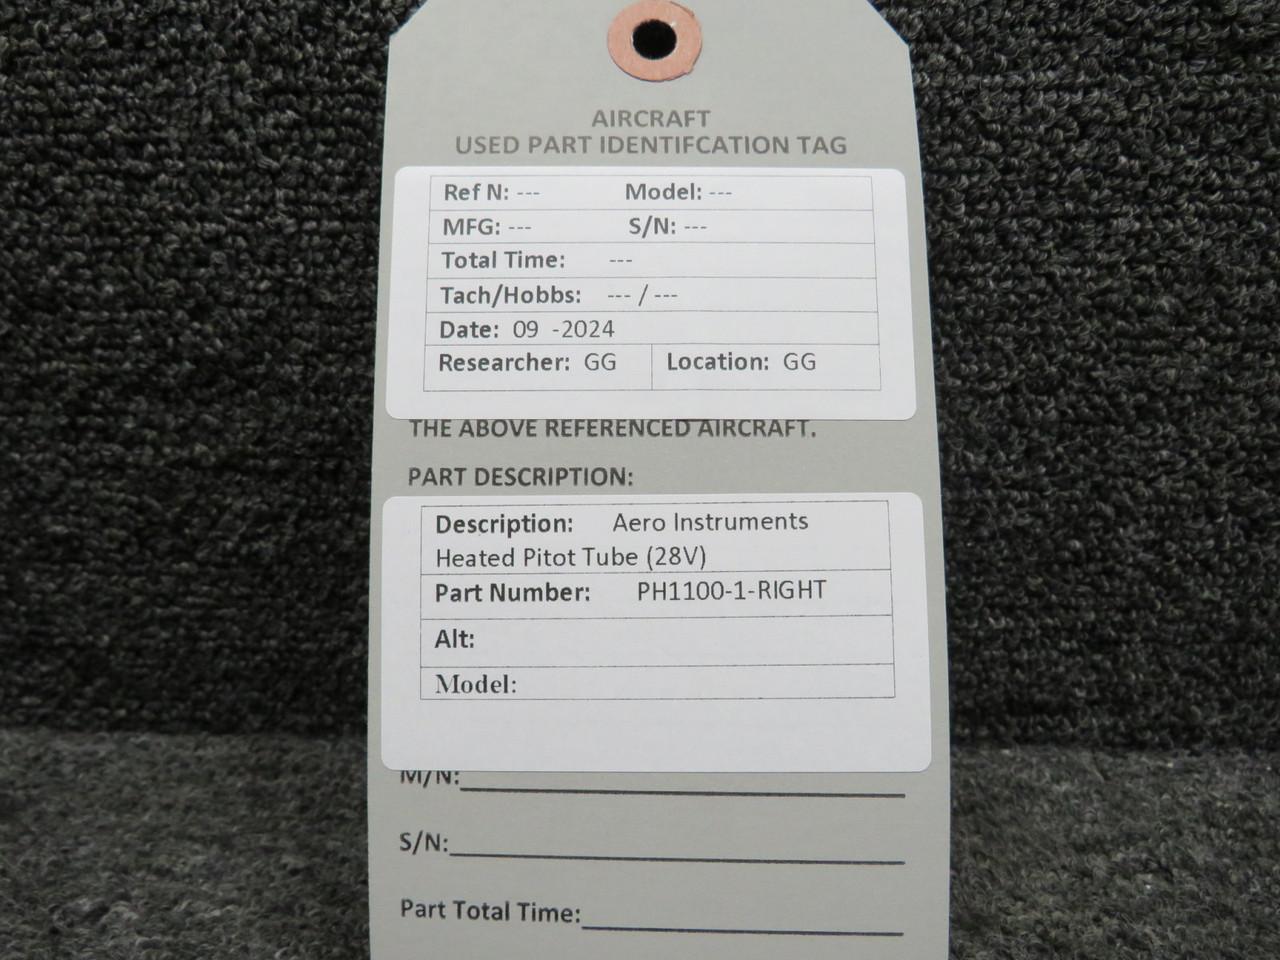 AIRCRAFT
USED PART IDENTIFCATION TAG
Ref N: --- Model: ---
MFG: --- S/N: ---
Total Time: ---
Tach/Hobbs: --- / ---
Date: 09 -2024
Researcher: GG Location: GG
THE ABOVE REFERENCED AIRCRAFT.
PART DESCRIPTION:
Description: Aero Instruments
Heated Pitot Tube (28V)
Part Number: PH1100-1-RIGHT
Alt:
Model:
M/N:
S/N:
Part Total Time: